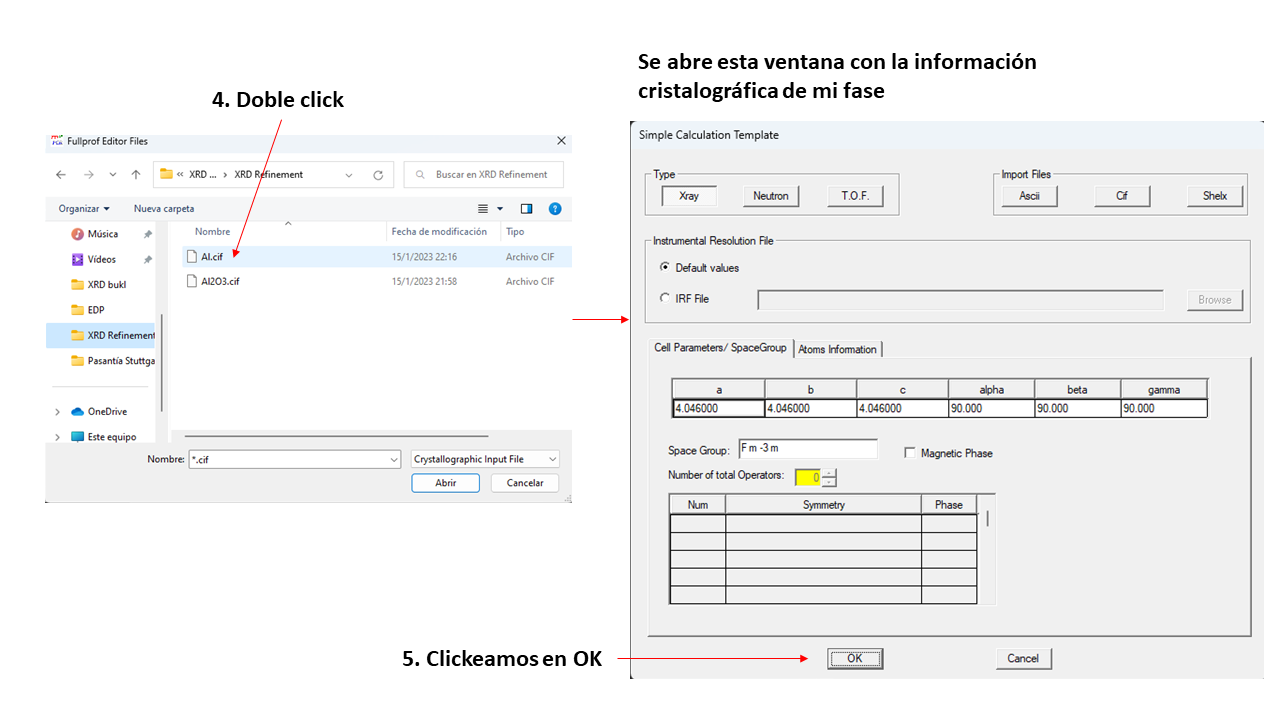 Se abre esta ventana con la información
cristalográfica de mi fase
4. Doble click
Fullprof Editor Files
« XRD ... › XRD Refinement
Buscar en XRD Refinement
Organizar
Nueva carpeta
Música
Vídeos
XRD bukl
EDP
XRD Refinement
Pasantía Stuttga
OneDrive
Este equipo
Nombre Fecha de modificación Tipo
Al.cif 15/1/2023 22:16 Archivo CIF
Al2O3.cif 15/1/2023 21:58 Archivo CIF
Nombre: *.cif
Crystallographic Input File
Abrir Cancelar
Simple Calculation Template
Type
Xray Neutron T.O.F.
Import Files
Ascii Cif Shelx
Instrumental Resolution File
Default values
IRF File
Browse
Cell Parameters/ SpaceGroup Atoms Information
a b c alpha beta gamma
4.046000 4.046000 4.046000 90.000 90.000 90.000
Space Group: F m -3 m
Magnetic Phase
Number of total Operators: 0
Num Symmetry Phase
OK Cancel
5. Clickeamos en OK